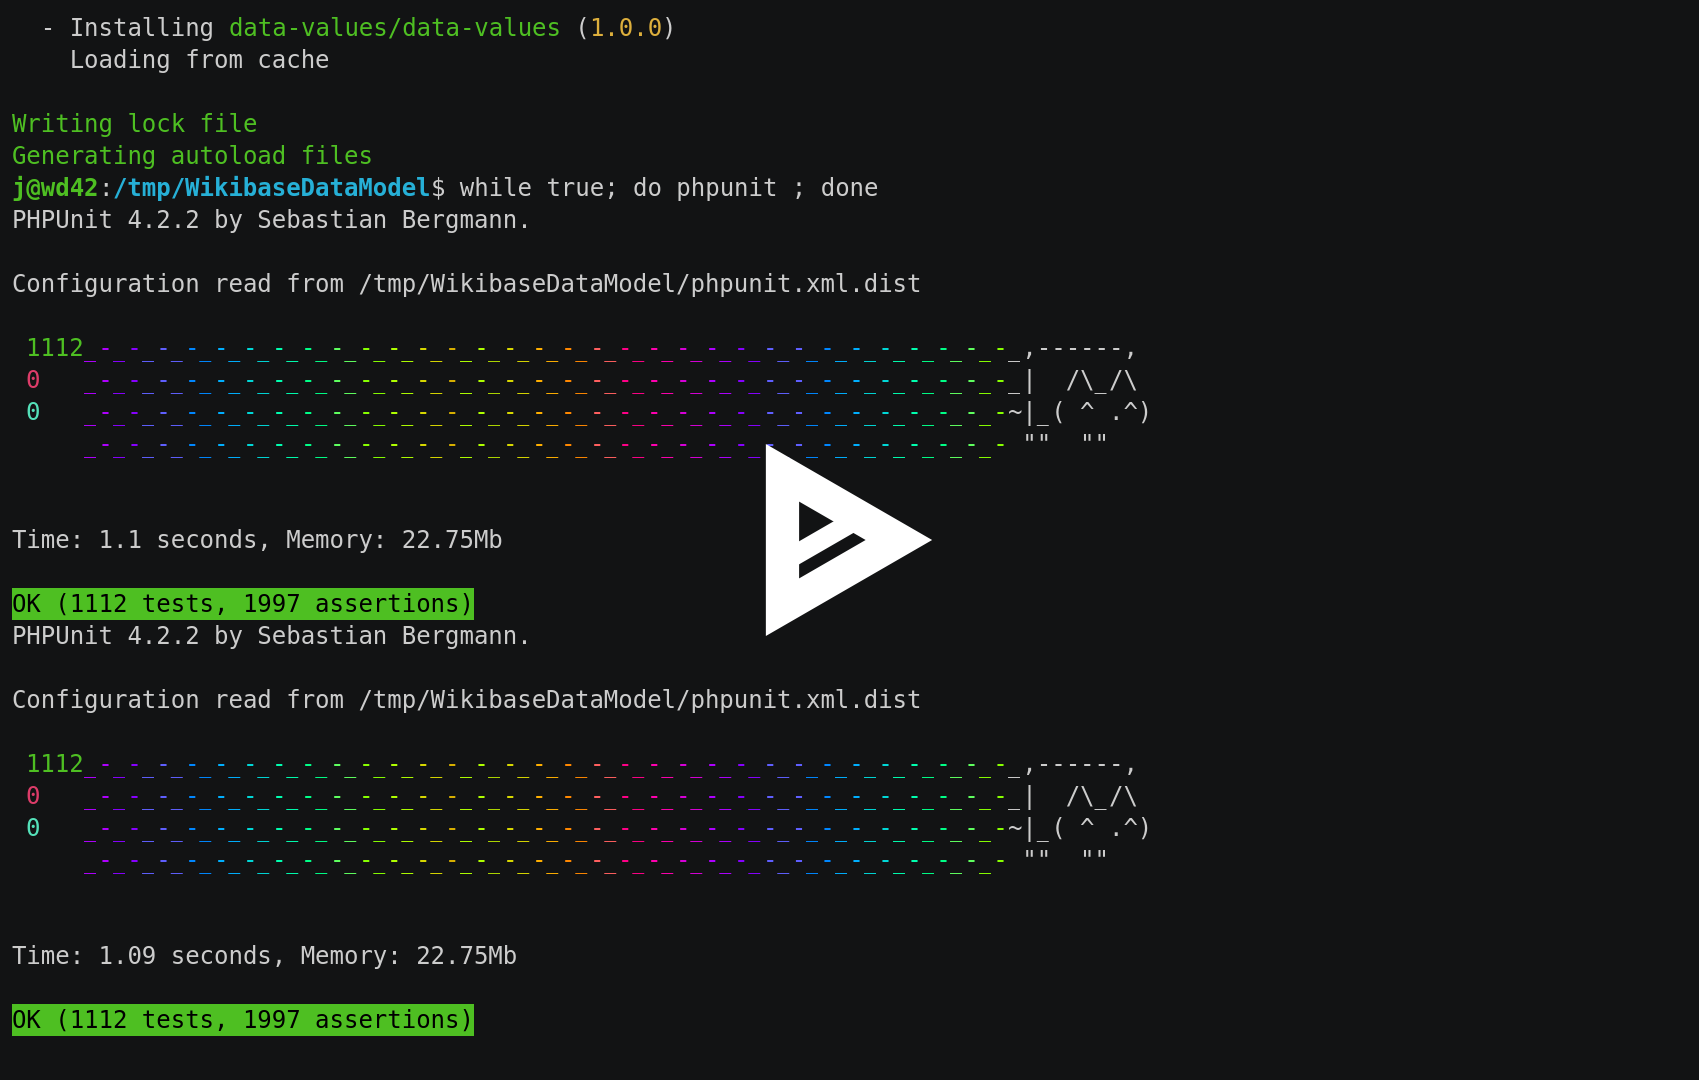 - Installing data-values/data-values (1.0.0)
Loading from cache
Writing lock file
Generating autoload files
j@wd42:/tmp/WikibaseDataModel$ while true; do phpunit ; done
PHPUnit 4.2.2 by Sebastian Bergmann.
Configuration read from /tmp/WikibaseDataModel/phpunit.xml.dist
1112_-_-_-_-_-_-_-_-_-_-_-_-_-_-_-_-_-_-_-_-_-_-_-_-_-_-_-_-_-_-_-_-_,------,
0 _-_-_-_-_-_-_-_-_-_-_-_-_-_-_-_-_-_-_-_-_-_-_-_-_-_-_-_-_-_-_-_-_| /\_/\
0 _-_-_-_-_-_-_-_-_-_-_-_-_-_-_-_-_-_-_-_-_-_-_-_-_-_-_-_-_-_-_-_-~|_( ^ .^)
_-_-_-_-_-_-_-_-_-_-_-_-_-_-_-_-_-_-_-_-_-_-_-_-_-_-_-_-_-_-_-_- "" ""
Time: 1.1 seconds, Memory: 22.75Mb
OK (1112 tests, 1997 assertions)
PHPUnit 4.2.2 by Sebastian Bergmann.
Configuration read from /tmp/WikibaseDataModel/phpunit.xml.dist
1112_-_-_-_-_-_-_-_-_-_-_-_-_-_-_-_-_-_-_-_-_-_-_-_-_-_-_-_-_-_-_-_-_,------,
0 _-_-_-_-_-_-_-_-_-_-_-_-_-_-_-_-_-_-_-_-_-_-_-_-_-_-_-_-_-_-_-_-_| /\_/\
0 _-_-_-_-_-_-_-_-_-_-_-_-_-_-_-_-_-_-_-_-_-_-_-_-_-_-_-_-_-_-_-_-~|_( ^ .^)
_-_-_-_-_-_-_-_-_-_-_-_-_-_-_-_-_-_-_-_-_-_-_-_-_-_-_-_-_-_-_-_- "" ""
Time: 1.09 seconds, Memory: 22.75Mb
OK (1112 tests, 1997 assertions)